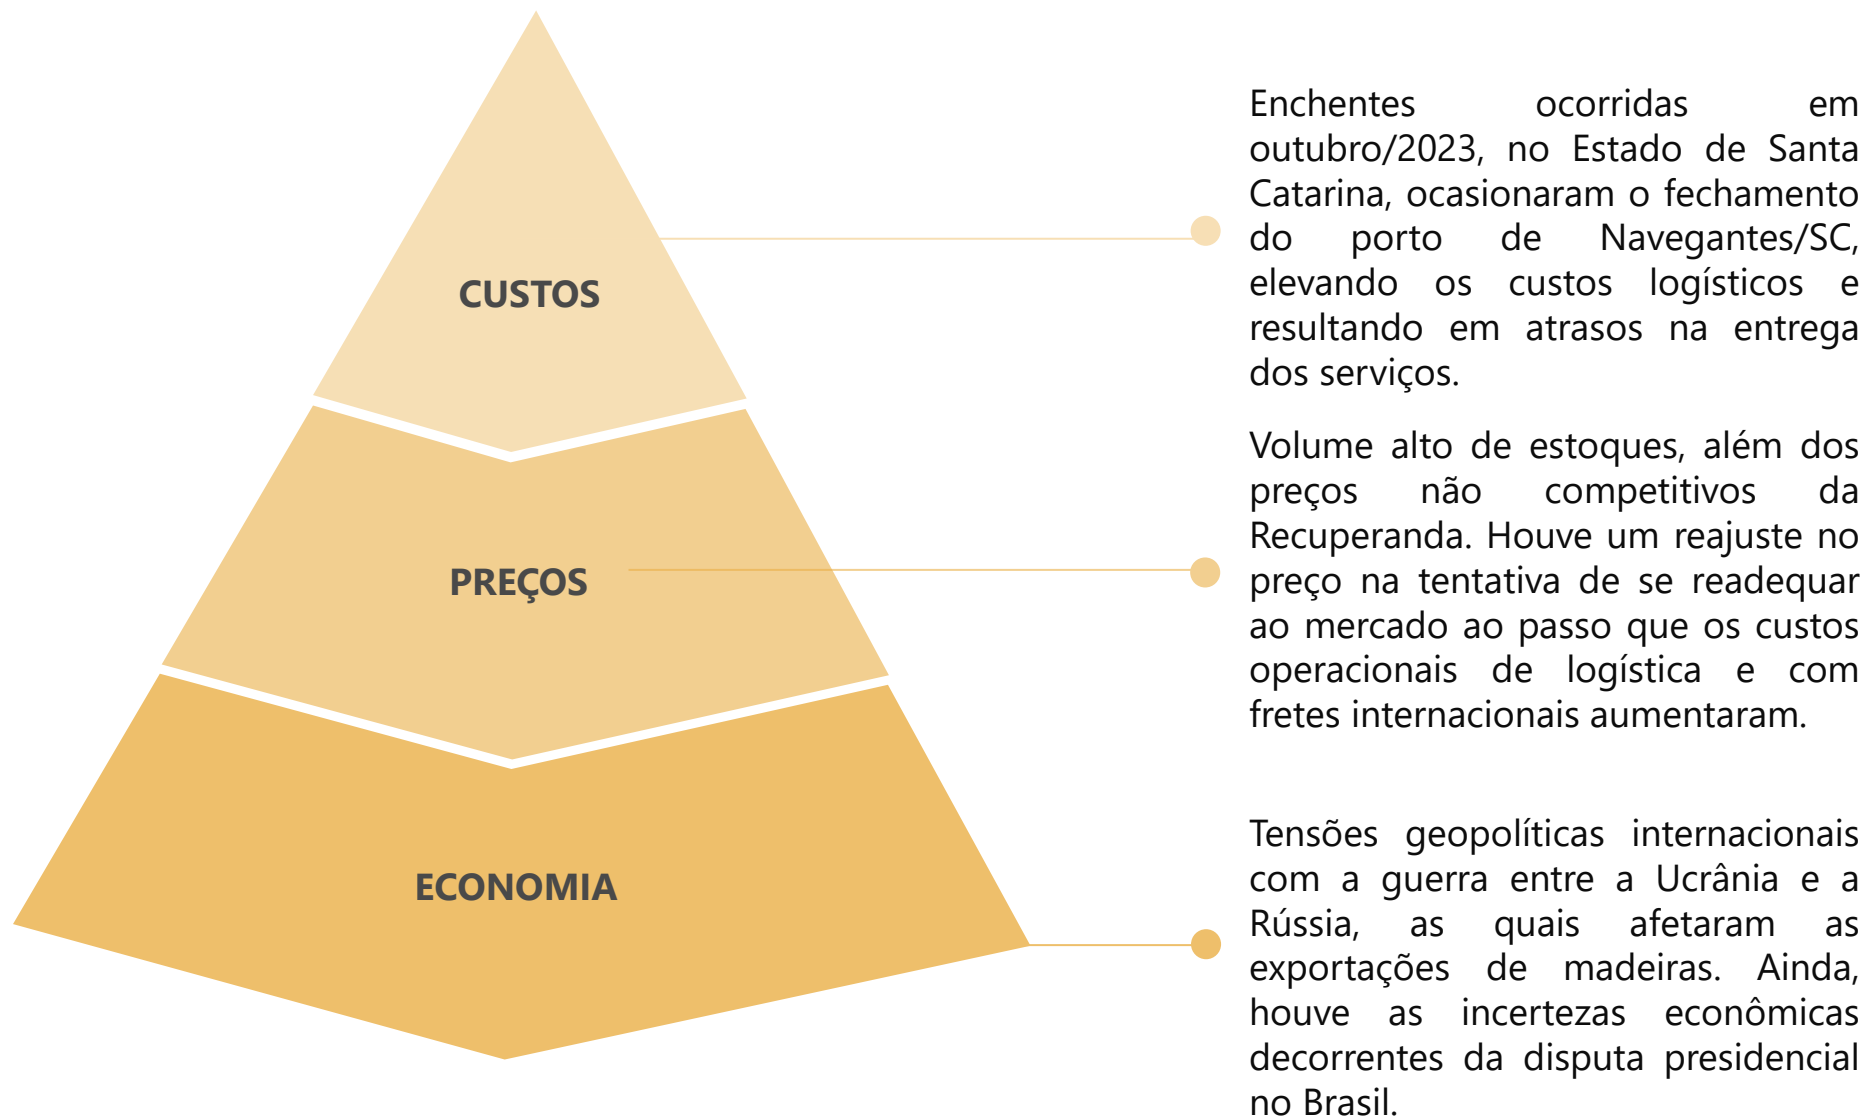 CUSTOS
Enchentes ocorridas em
outubro/2023, no Estado de Santa
Catarina, ocasionaram o fechamento
do porto de Navegantes/SC,
elevando os custos logísticos e
resultando em atrasos na entrega
dos serviços.
PREÇOS
Volume alto de estoques, além dos
preços não competitivos da
Recuperanda. Houve um reajuste no
preço na tentativa de se readequar
ao mercado ao passo que os custos
operacionais de logística e com
fretes internacionais aumentaram.
ECONOMIA
Tensões geopolíticas internacionais
com a guerra entre a Ucrânia e a
Rússia, as quais afetaram as
exportações de madeiras. Ainda,
houve as incertezas econômicas
decorrentes da disputa presidencial
no Brasil.